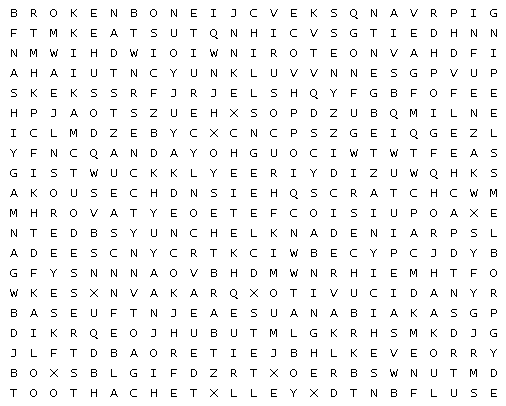 B R O K E N B O N E I J C V E K S Q N A V R P I G
F T M K E A T S U T Q N H I C V S G T I E D H N N
N M W I H D W I O I W N I R O T E O N V A H D F I
A H A I U T N C Y U N K L U V V N N E S G P V U P
S K E K S S R F J R J E L S H Q Y F G B F O F E E
H P J A O T S Z U E H X S O P D Z U B Q M I L N E
I C L M D Z E B Y C X C N C P S Z G E I Q G E Z L
Y F N C Q A N D A Y O H G U O C I W T W T F E A S
G I S T W U C K K L Y E E R I Y D I Z U W Q H K S
A K O U S E C H D N S I E H Q S C R A T C H C W M
M H R O V A T Y E O E T E F C O I S I U P O A X E
N T E D B S Y U N C H E L K N A D E N I A R P S L
A D E E S C N Y C R T K C I W B E C Y P C J D Y B
G F Y S N N N A O V B H D M W N R H I E M H T F O
W K E S X N V A K A R Q X O T I V U C I D A N Y R
B A S E U F T N J E A E S U A N A B I A K A S G P
D I K R Q E O J H U B U T M L G K R H S M K D J G
J L F T D B A O R E T I E J B H L K E V E O R R Y
B O X S B L G I F D Z R T X O E R B S W N U T M D
T O O T H A C H E T X L L E Y X D T N B F L U S E